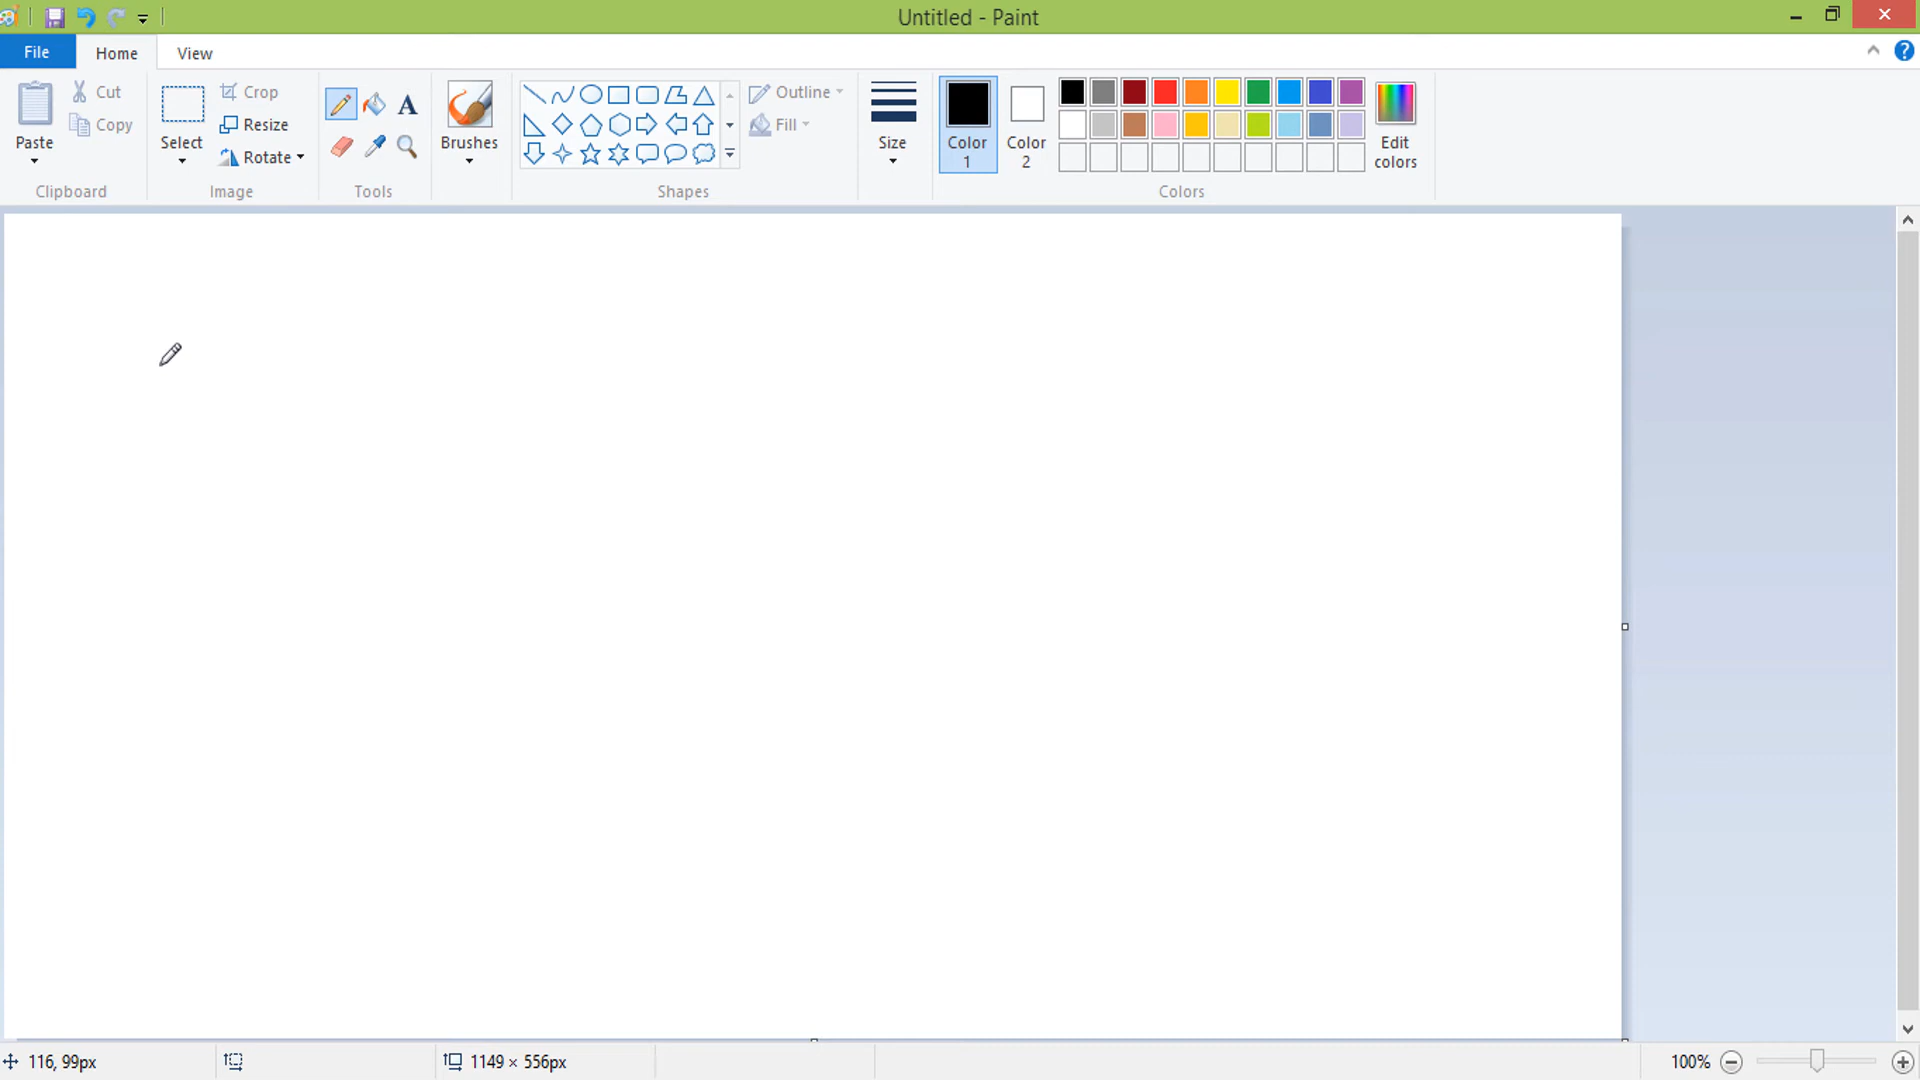 Untitled - Paint
File Home View
Paste Cut Copy
Select Crop Resize Rotate
A
Brushes
Outline Fill
Size
Color 1 Color 2
Edit colors
Clipboard Image Tools Shapes Colors
116, 99px 1149 × 556px 100%